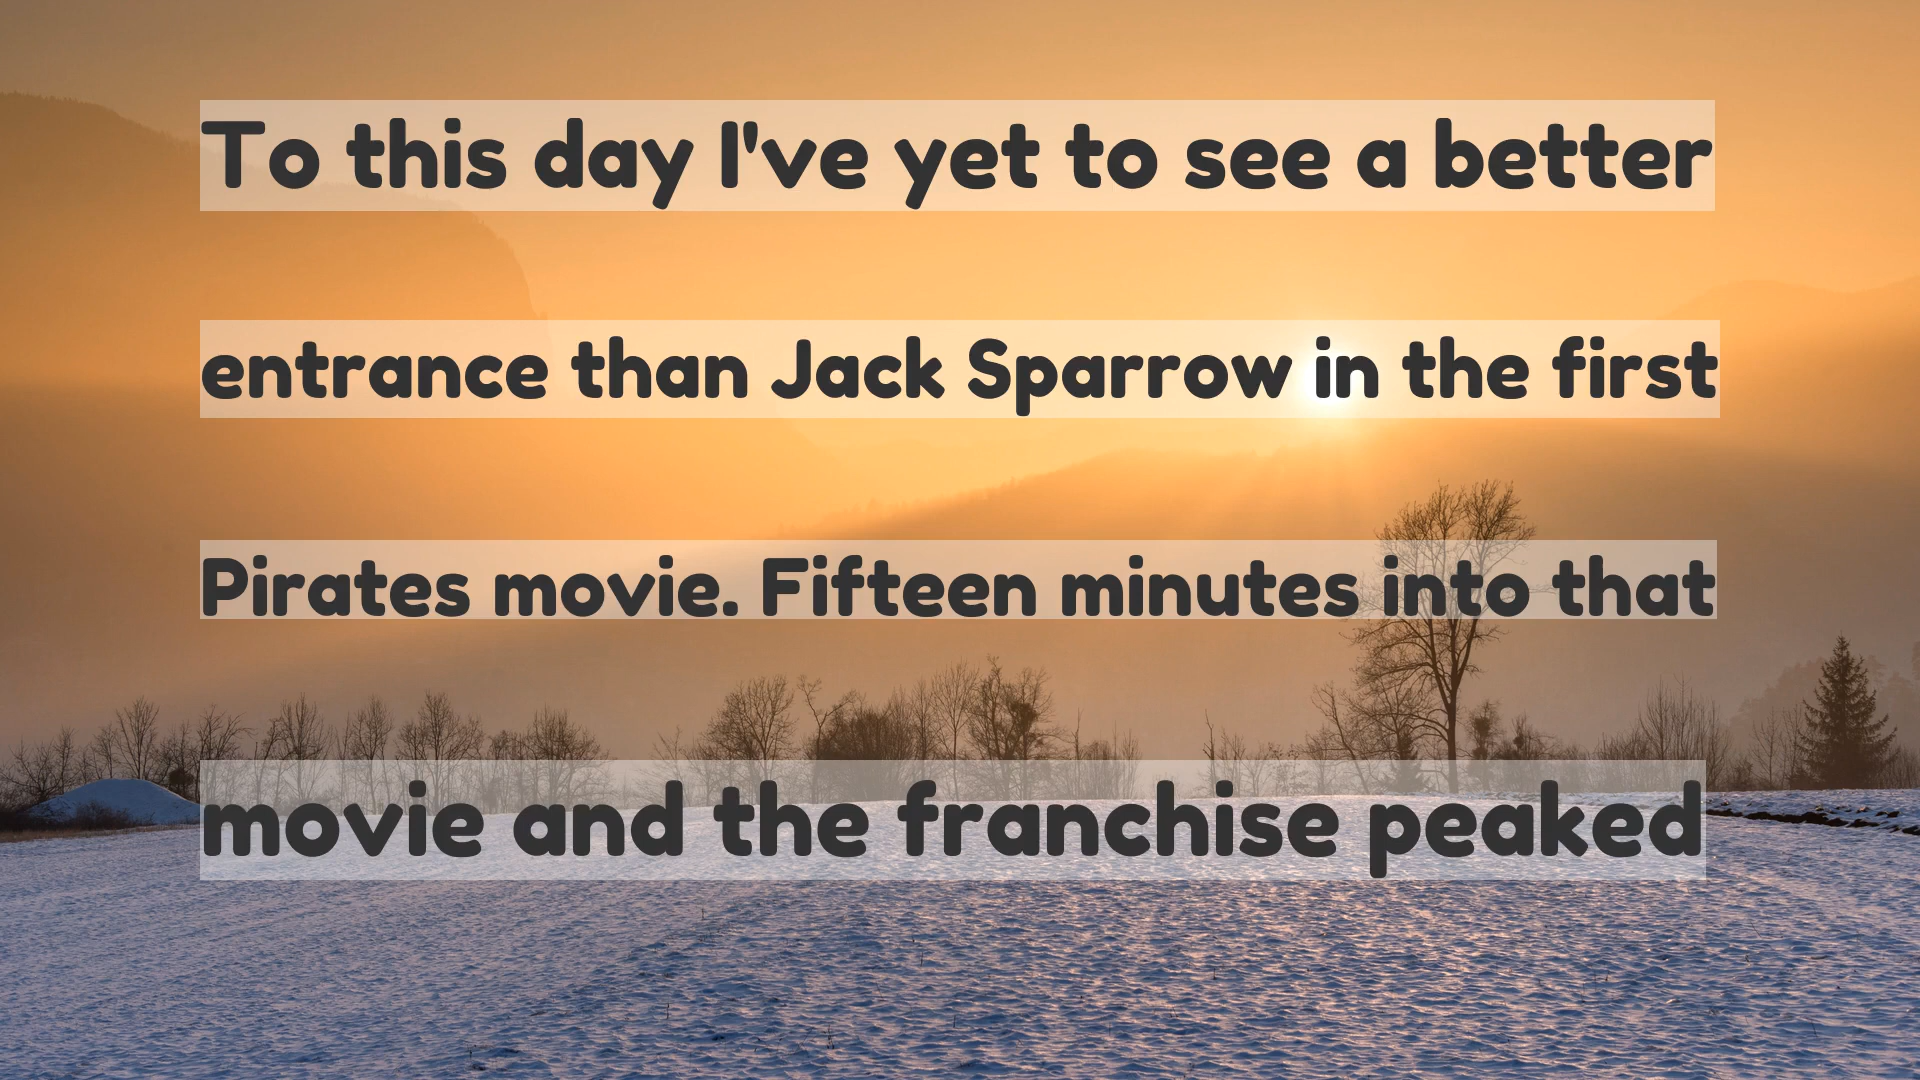 To this day I've yet to see a better
entrance than Jack Sparrow in the first
Pirates movie. Fifteen minutes into that
movie and the franchise peaked